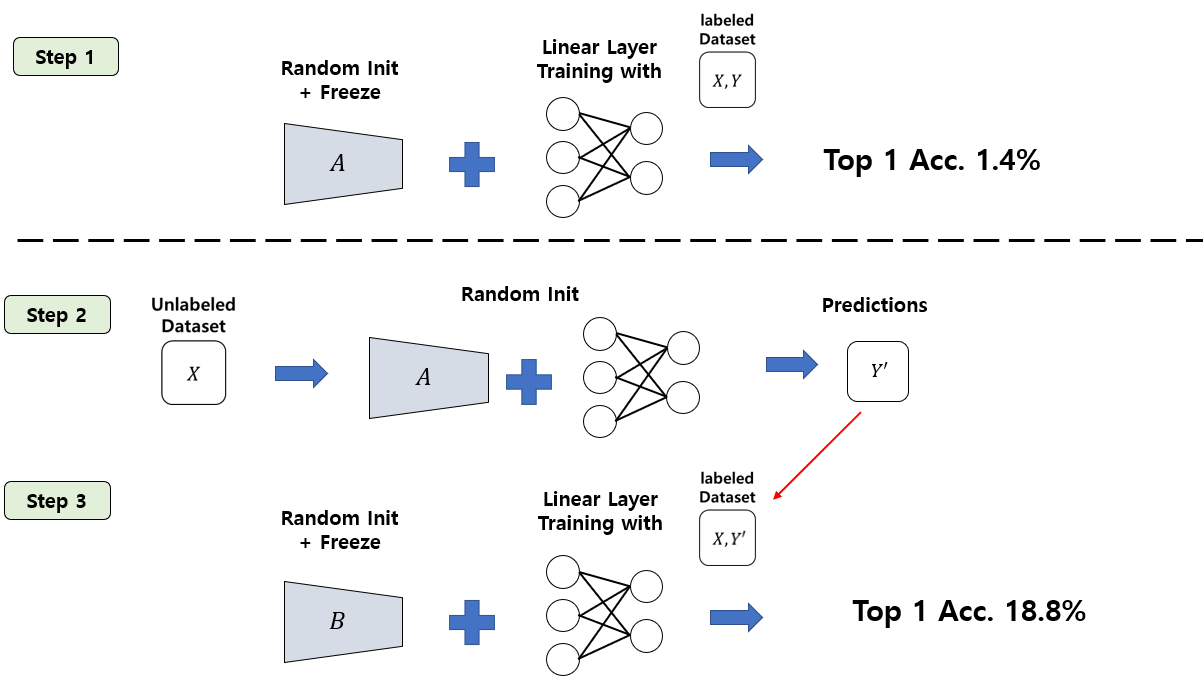 Step 1
Random Init
+ Freeze
A
Linear Layer
Training with
labeled
Dataset
X, Y
Top 1 Acc. 1.4%
Step 2
Unlabeled
Dataset
X
Random Init
A
Predictions
Y′
Step 3
Random Init
+ Freeze
B
Linear Layer
Training with
labeled
Dataset
X, Y′
Top 1 Acc. 18.8%